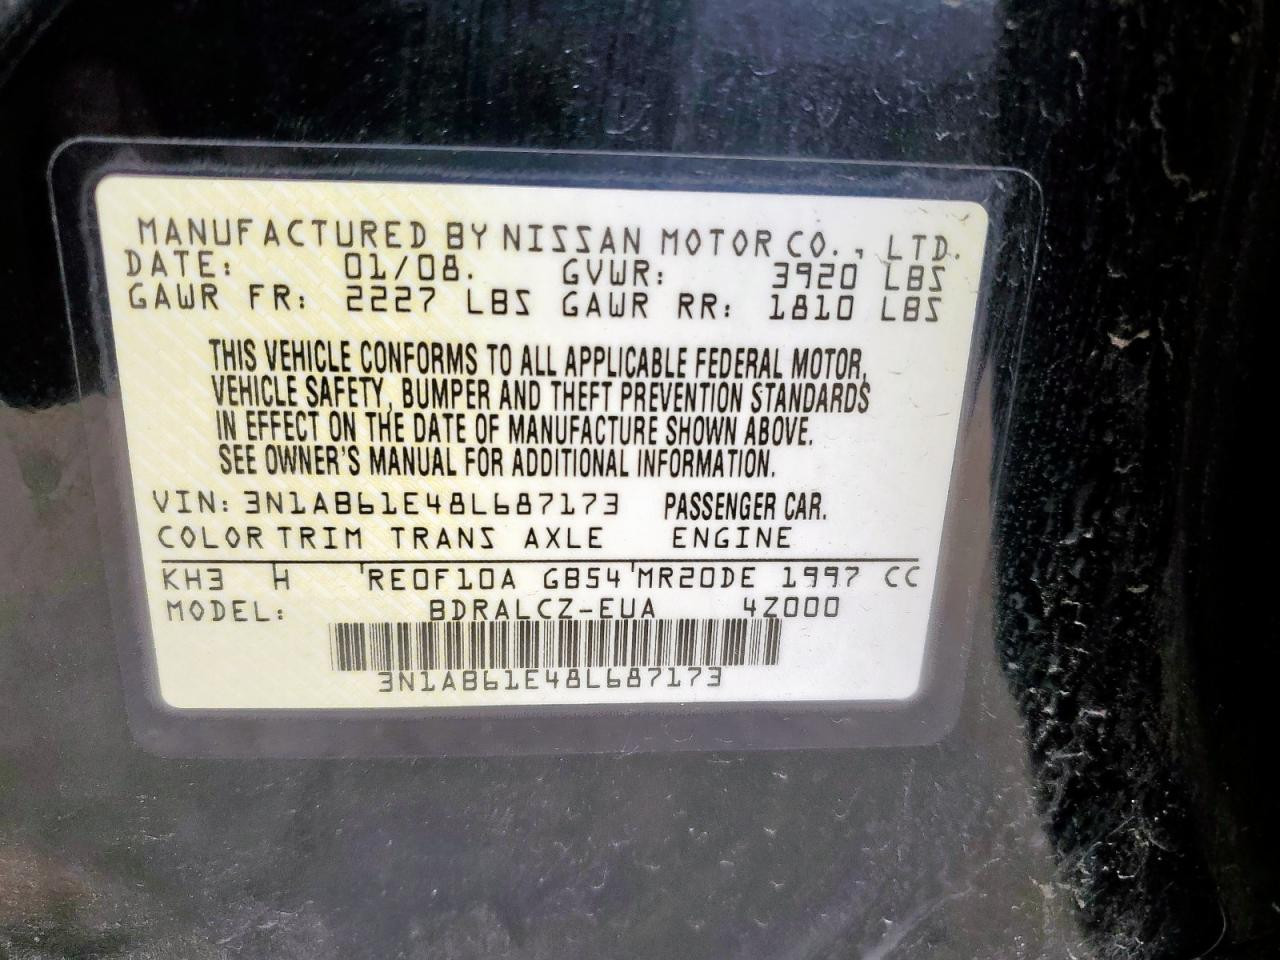 MANUFACTURED BY NISSAN MOTOR CO., LTD.
DATE: 01/08. GVWR: 3920 LBS
GAWR FR: 2227 LBS GAWR RR: 1810 LBS
THIS VEHICLE CONFORMS TO ALL APPLICABLE FEDERAL MOTOR,
VEHICLE SAFETY, BUMPER AND THEFT PREVENTION STANDARDS
IN EFFECT ON THE DATE OF MANUFACTURE SHOWN ABOVE.
SEE OWNER'S MANUAL FOR ADDITIONAL INFORMATION.
VIN: 3N1AB61E48L687173 PASSENGER CAR.
COLOR TRIM TRANS AXLE ENGINE
KH3 H 'RE0F10A GB54 'MR20DE 1997 CC
MODEL: BDRALCZ-EUA 4Z000
3N1AB61E48L687173